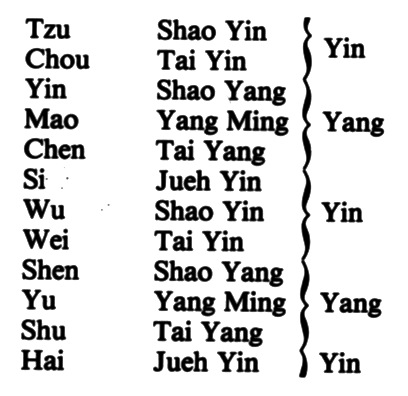 Tzu Shao Yin
Yin
Chou Tai Yin
Yin Shao Yang
Mao Yang Ming Yang
Chen Tai Yang
Si Jueh Yin
Wu Shao Yin Yin
Wei Tai Yin
Shen Shao Yang
Yu Yang Ming Yang
Shu Tai Yang
Hai Jueh Yin Yin